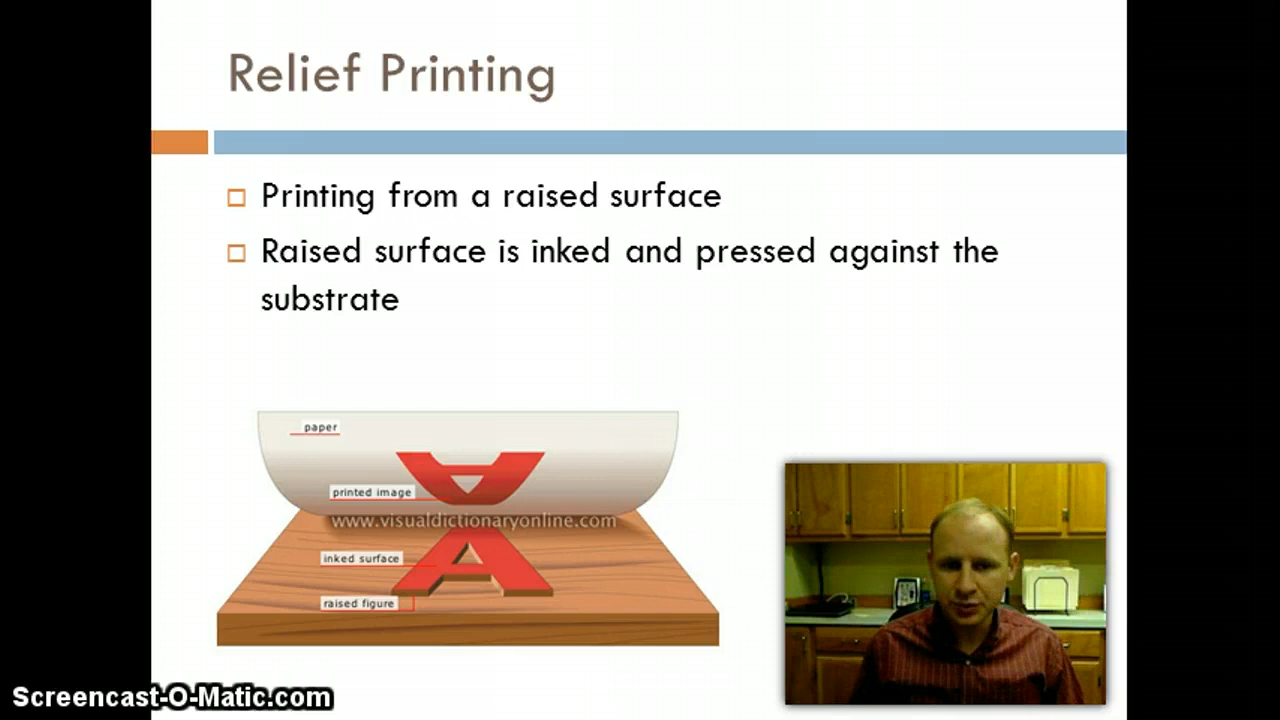 Relief Printing
Printing from a raised surface
Raised surface is inked and pressed against the
substrate
paper
printed image
www.visualdictionaryonline.com
inked surface
raised figure
Screencast-O-Matic.com